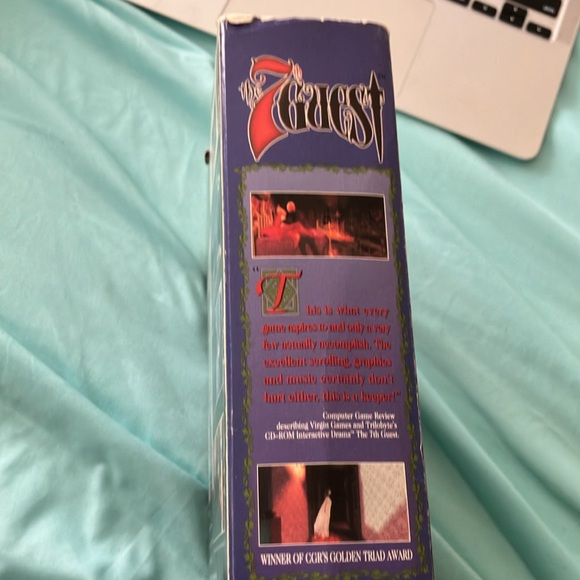 the 7th Guest™
"This is what every
game aspires to and only a very
few actually accomplish. The
excellent scrolling, graphics
and music certainly don't
hurt either. This is a keeper!"
Computer Game Review
describing Virgin Games and Trilobyte's
CD-ROM Interactive Drama™ The 7th Guest.
WINNER OF CGR'S GOLDEN TRIAD AWARD